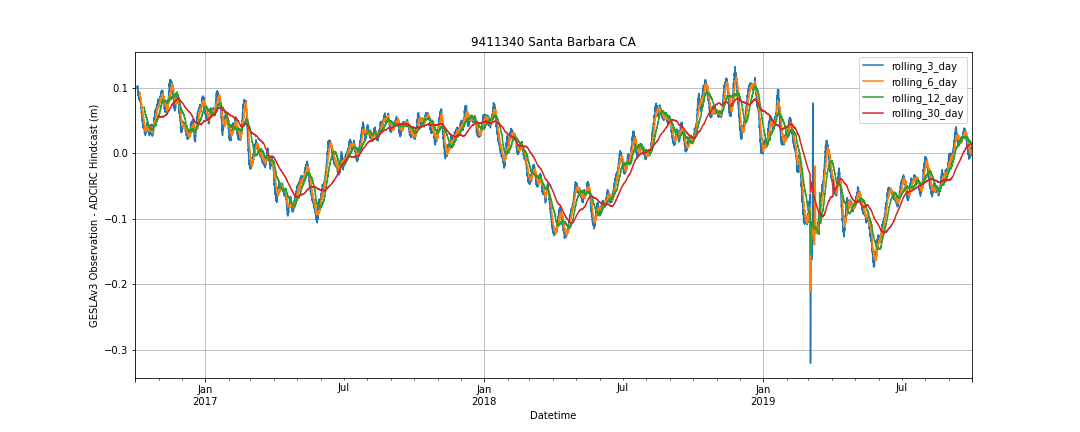 9411340 Santa Barbara CA
rolling_3_day
rolling_6_day
rolling_12_day
rolling_30_day
GESLAv3 Observation - ADCIRC Hindcast (m)
0.1
0.0
−0.1
−0.2
−0.3
Jan Jul Jan Jul Jan Jul
2017 2018 2019
Datetime